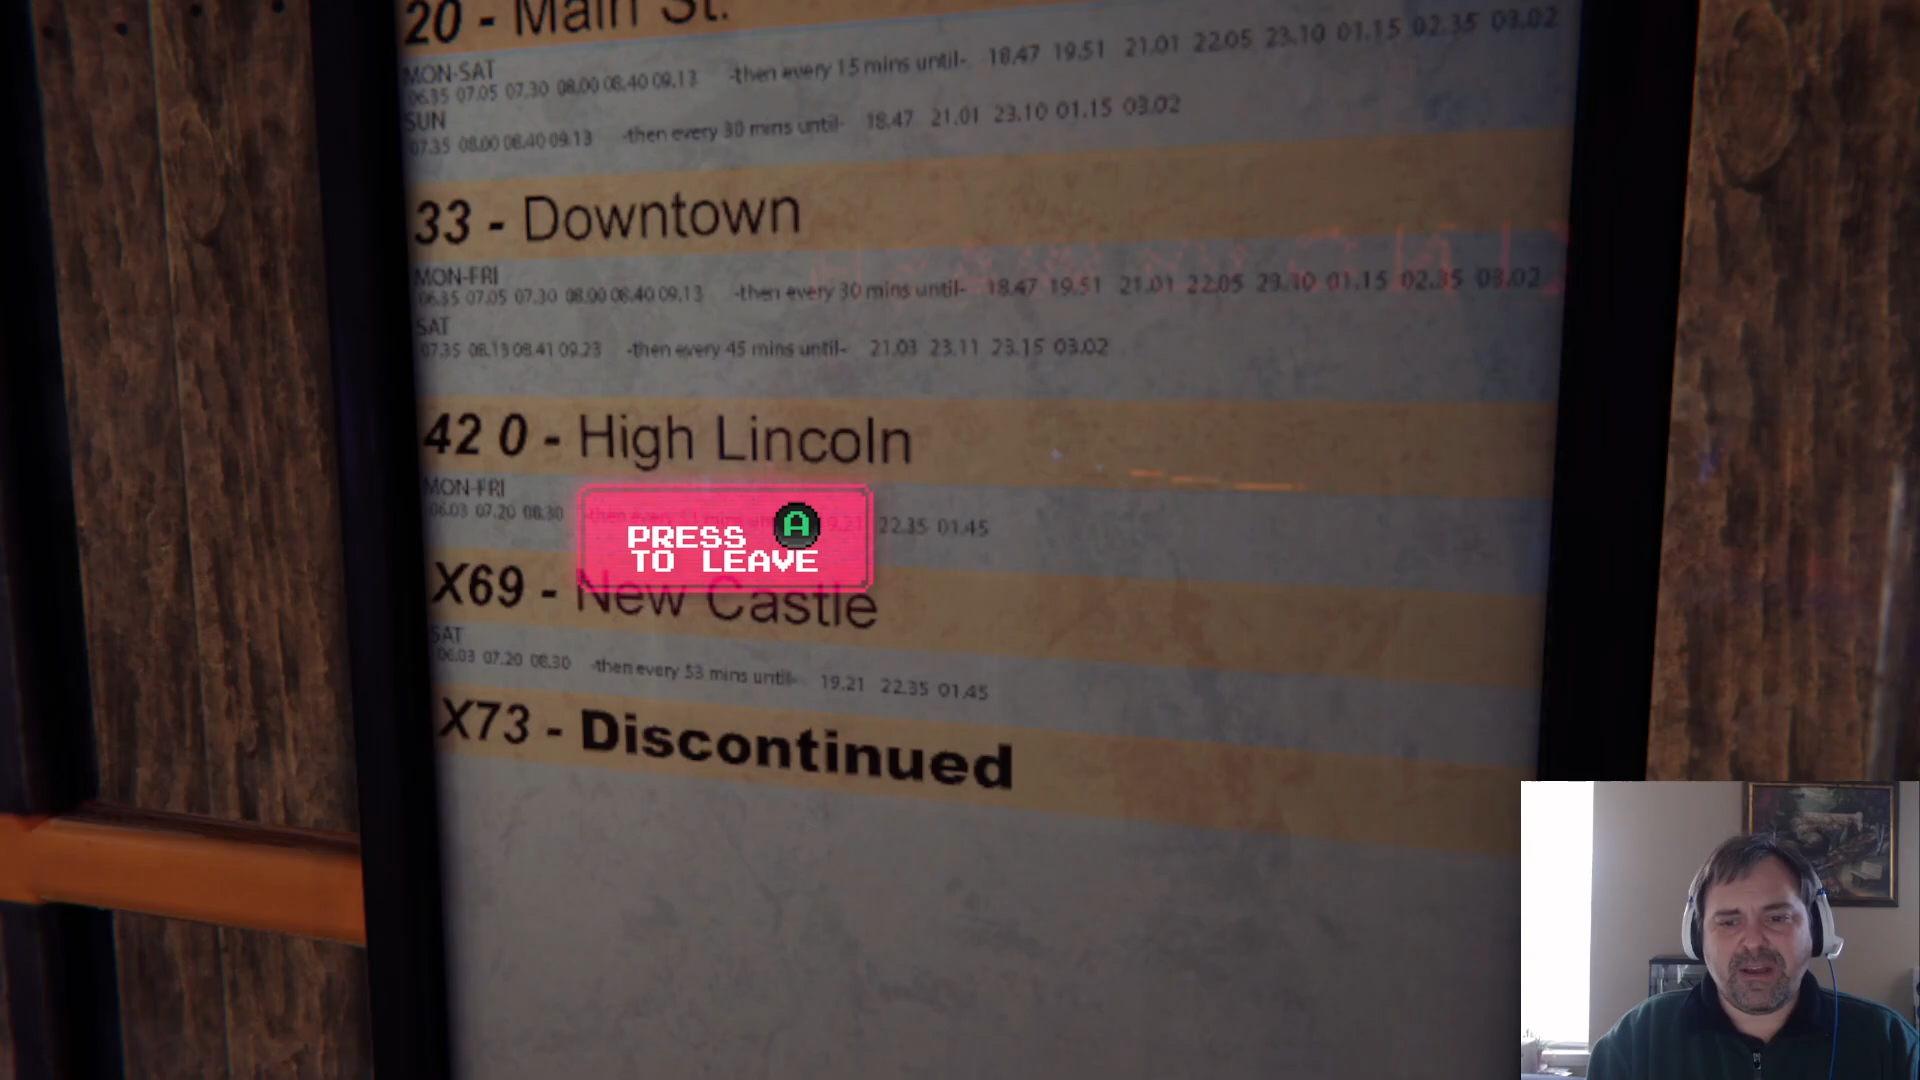 20 - Main St.
MON-SAT
06.35 07.05 07.30 08.00 08.40 09.13 -then every 15 mins until- 18.47 19.51 21.01 22.05 23.10 01.15 02.35 03.02
SUN
07.35 08.00 08.40 09.13 -then every 30 mins until- 18.47 21.01 23.10 01.15 03.02
33 - Downtown
MON-FRI
06.35 07.05 07.30 08.00 08.40 09.13 -then every 30 mins until- 18.47 19.51 21.01 22.05 23.10 01.15 02.35 03.02
SAT
07.35 08.13 08.41 09.23 -then every 45 mins until- 21.03 23.11 23.15 03.02
42 0 - High Lincoln
MON-FRI
06.03 07.20 08.30 -then every mins 19.21 22.35 01.45
PRESS A
TO LEAVE
X69 - New Castle
SAT
06.03 07.20 08.30 -then every 53 mins until- 19.21 22.35 01.45
X73 - Discontinued